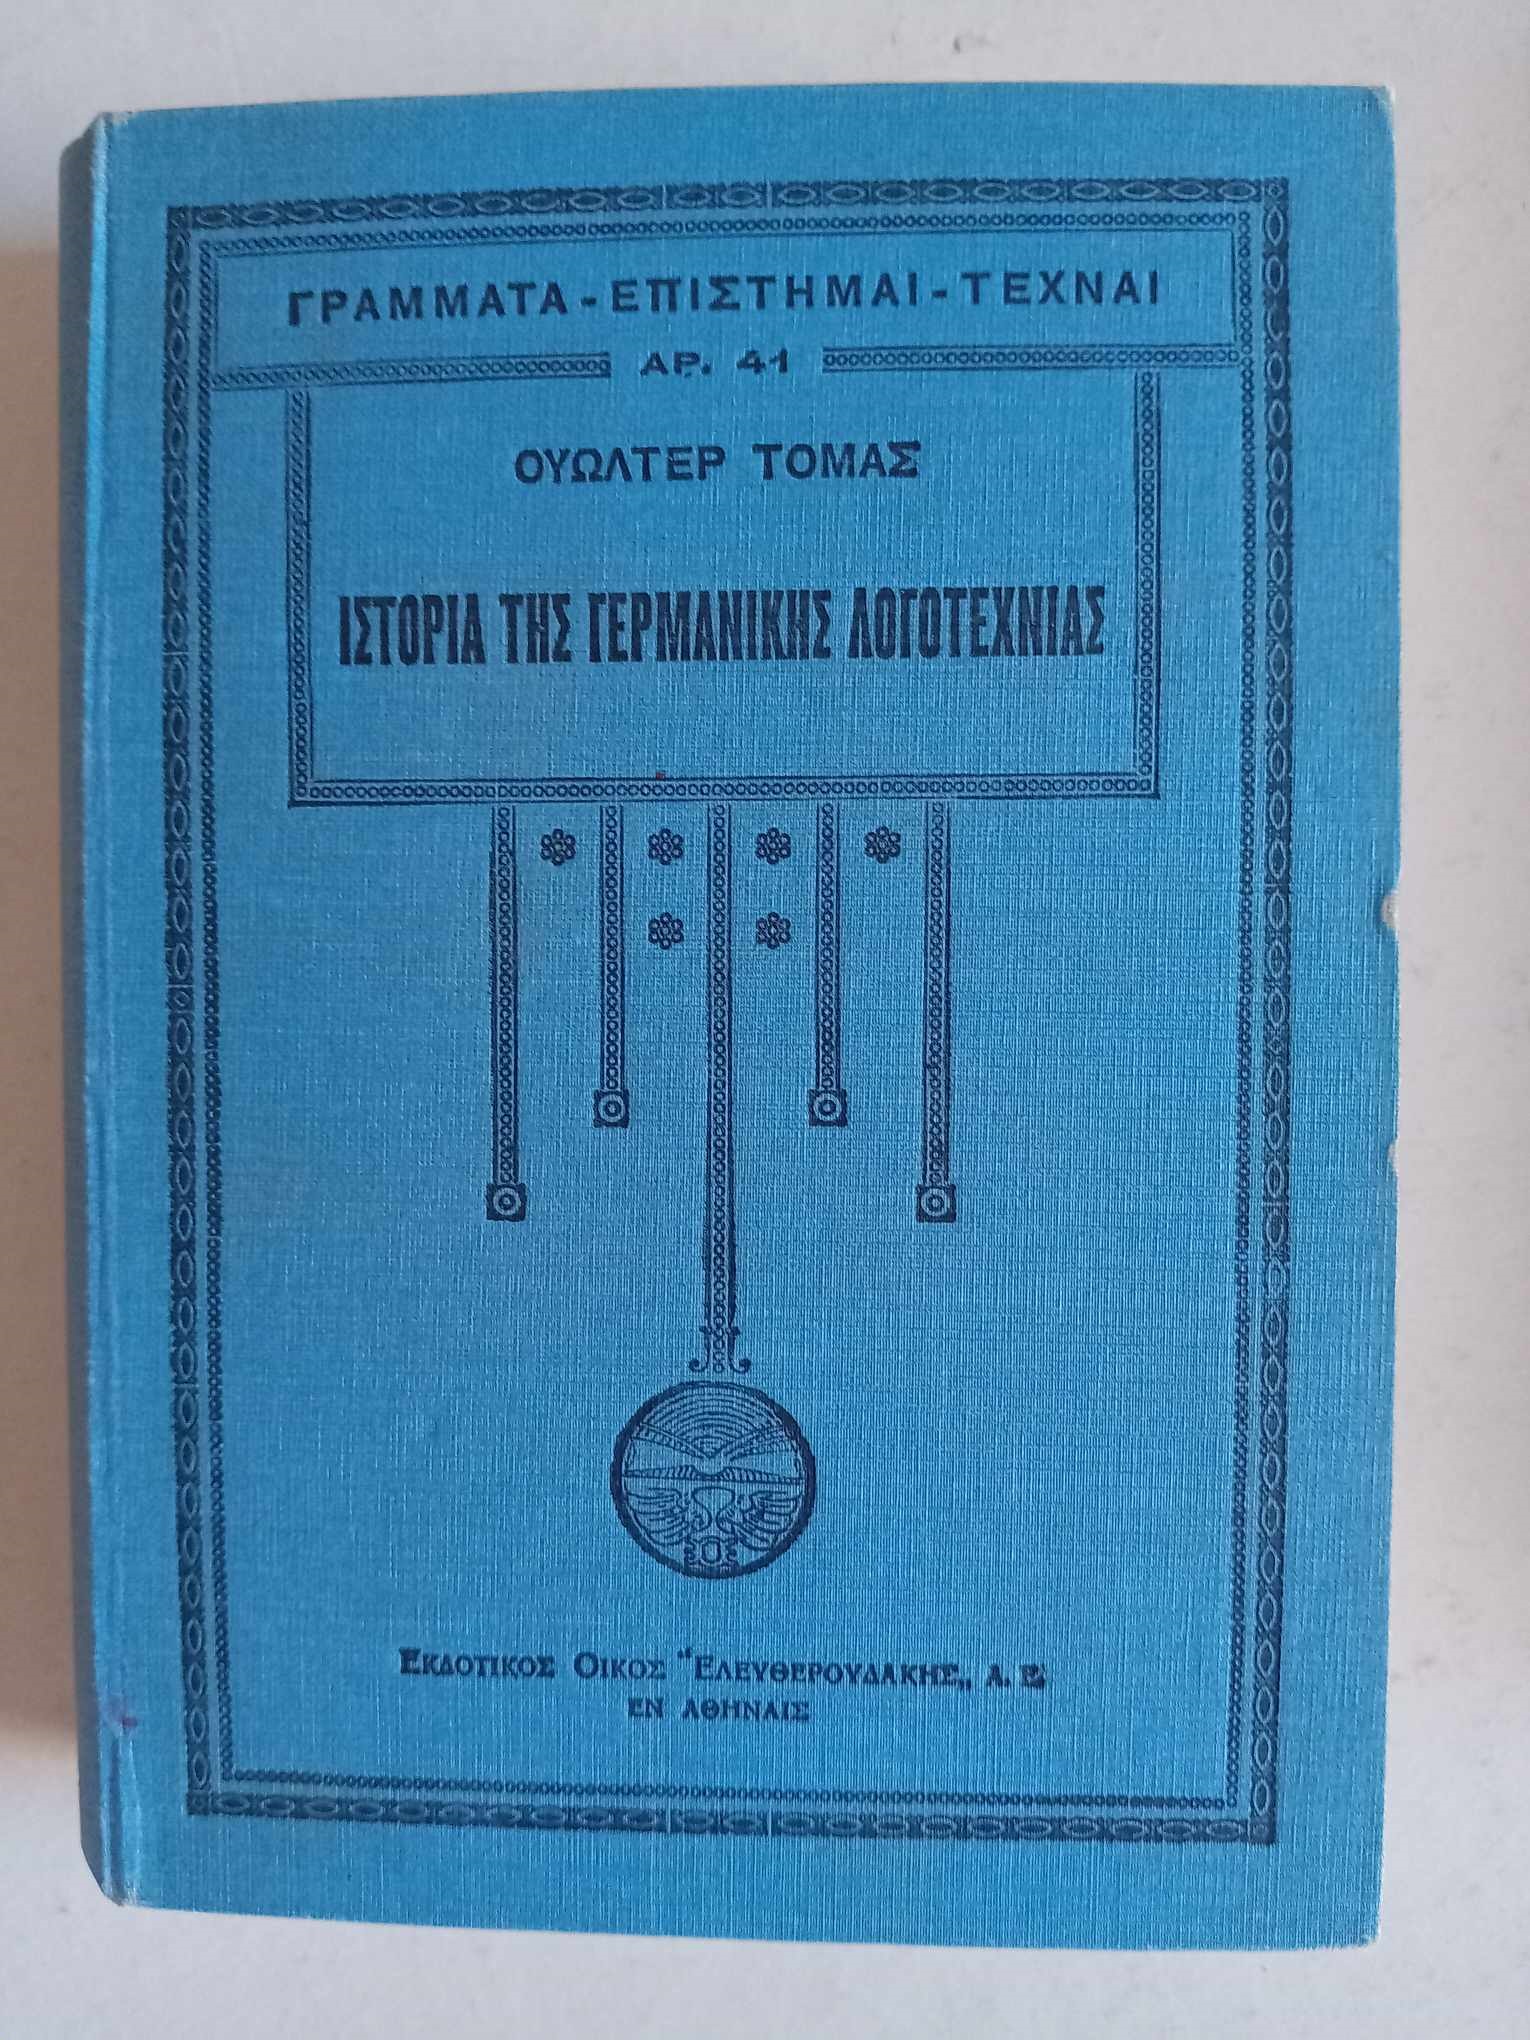 ΓΡΑΜΜΑΤΑ - ΕΠΙΣΤΗΜΑΙ - ΤΕΧΝΑΙ
ΑΡ. 41
ΟΥΩΛΤΕΡ ΤΟΜΑΣ
ΙΣΤΟΡΙΑ ΤΗΣ ΓΕΡΜΑΝΙΚΗΣ ΛΟΓΟΤΕΧΝΙΑΣ
ΕΚΔΟΤΙΚΟΣ ΟΙΚΟΣ "ΕΛΕΥΘΕΡΟΥΔΑΚΗΣ„ Α. Ε.
ΕΝ ΑΘΗΝΑΙΣ